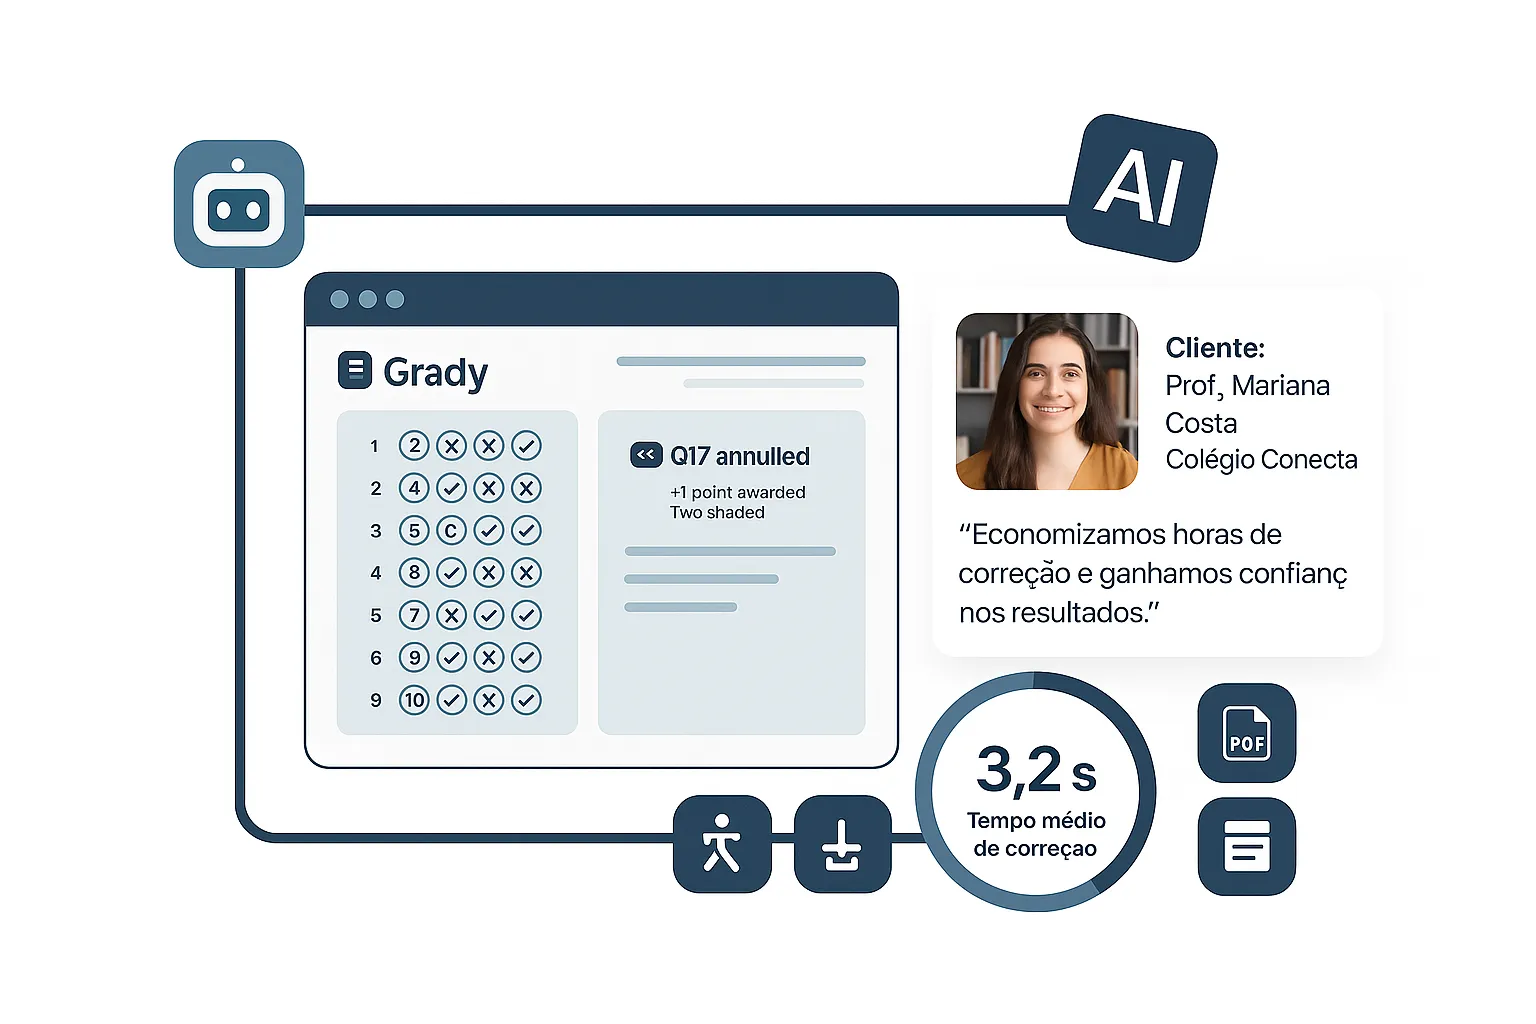 AI
Grady
1 2
2 4
3 5 C
4 8
5 7
6 9
9 10
Q17 annulled
+1 point awarded
Two shaded
Cliente:
Prof, Mariana
Costa
Colégio Conecta
“Economizamos horas de
correção e ganhamos confianç
nos resultados.”
3,2 s
Tempo médio
de correçao
POF